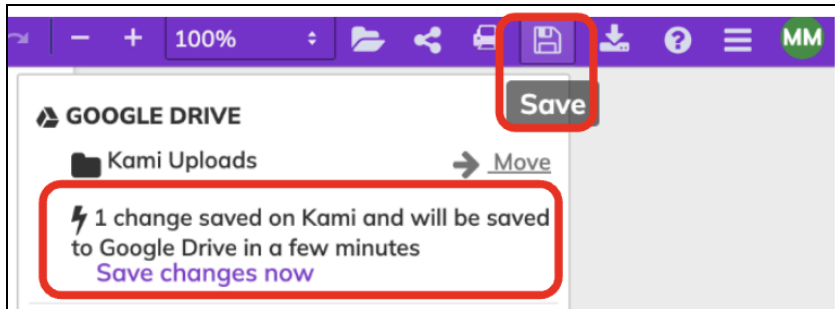 100%
MM
Save
GOOGLE DRIVE
Kami Uploads
Move
1 change saved on Kami and will be saved
to Google Drive in a few minutes
Save changes now